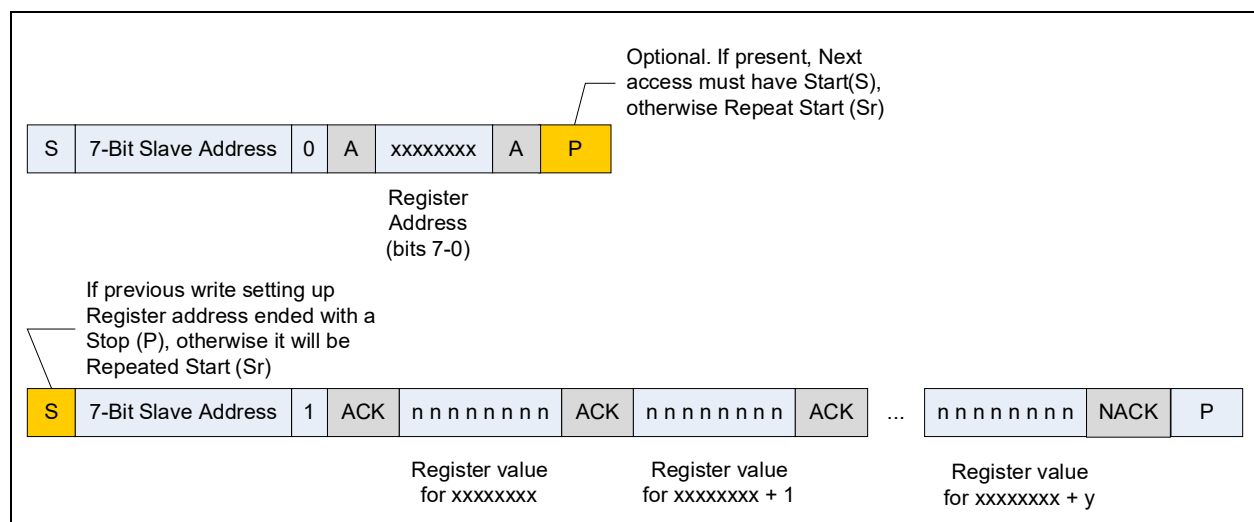 Optional. If present, Next
access must have Start(S),
otherwise Repeat Start (Sr)
S 7-Bit Slave Address 0 A xxxxxxxx A P
Register
Address
(bits 7-0)
If previous write setting up
Register address ended with a
Stop (P), otherwise it will be
Repeated Start (Sr)
S 7-Bit Slave Address 1 ACK n n n n n n n n ACK n n n n n n n n ACK ... n n n n n n n n NACK P
Register value
for xxxxxxxx
Register value
for xxxxxxxx + 1
Register value
for xxxxxxxx + y